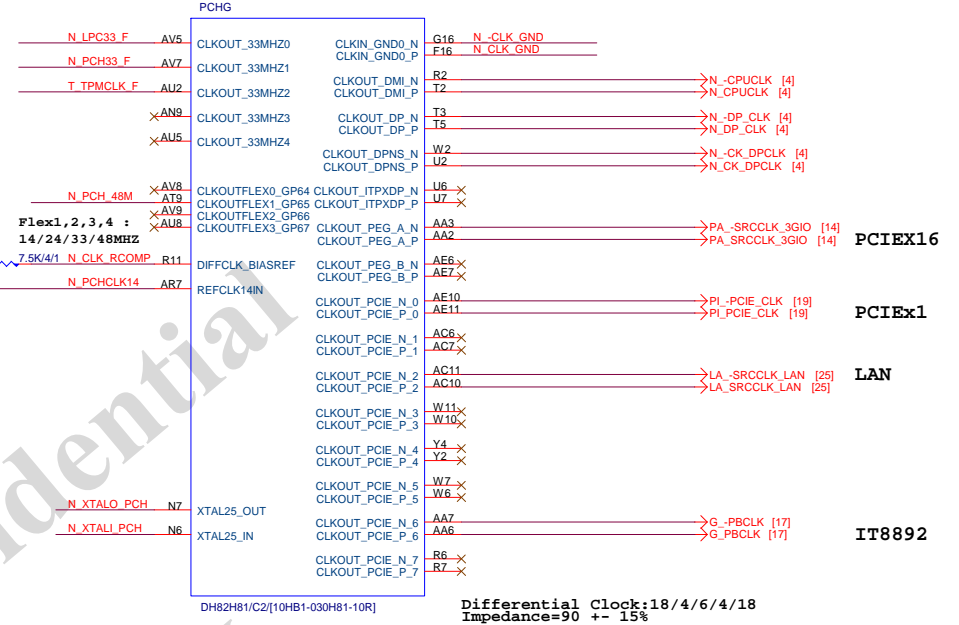 PCHG
N_LPC33_F AV5 CLKOUT_33MHZ0
N_PCH33_F AV7 CLKOUT_33MHZ1
T_TPMCLK_F AU2 CLKOUT_33MHZ2
AN9 CLKOUT_33MHZ3
AU5 CLKOUT_33MHZ4
AV8 CLKOUTFLEX0_GP64
N_PCH_48M AT9 CLKOUTFLEX1_GP65
AV9 CLKOUTFLEX2_GP66
AU8 CLKOUTFLEX3_GP67
Flex1,2,3,4 :
14/24/33/48MHZ
7.5K/4/1 N_CLK_RCOMP R11 DIFFCLK_BIASREF
N_PCHCLK14 AR7 REFCLK14IN
N_XTALO_PCH N7 XTAL25_OUT
N_XTALI_PCH N6 XTAL25_IN
CLKIN_GND0_N G16 N_-CLK_GND
CLKIN_GND0_P F16 N_CLK_GND
CLKOUT_DMI_N R2 N_-CPUCLK [4]
CLKOUT_DMI_P T2 N_CPUCLK [4]
CLKOUT_DP_N T3 N_-DP_CLK [4]
CLKOUT_DP_P T5 N_DP_CLK [4]
CLKOUT_DPNS_N W2 N_-CK_DPCLK [4]
CLKOUT_DPNS_P U2 N_CK_DPCLK [4]
CLKOUT_ITPXDP_N U6
CLKOUT_ITPXDP_P U7
CLKOUT_PEG_A_N AA3 PA_-SRCCLK_3GIO [14]
CLKOUT_PEG_A_P AA2 PA_SRCCLK_3GIO [14]
PCIEX16
CLKOUT_PEG_B_N AE6
CLKOUT_PEG_B_P AE7
CLKOUT_PCIE_N_0 AE10 PI_-PCIE_CLK [19]
CLKOUT_PCIE_P_0 AE11 PI_PCIE_CLK [19]
PCIEx1
CLKOUT_PCIE_N_1 AC6
CLKOUT_PCIE_P_1 AC7
CLKOUT_PCIE_N_2 AC11 LA_-SRCCLK_LAN [25]
CLKOUT_PCIE_P_2 AC10 LA_SRCCLK_LAN [25]
LAN
CLKOUT_PCIE_N_3 W11
CLKOUT_PCIE_P_3 W10
CLKOUT_PCIE_N_4 Y4
CLKOUT_PCIE_P_4 Y2
CLKOUT_PCIE_N_5 W7
CLKOUT_PCIE_P_5 W6
CLKOUT_PCIE_N_6 AA7 G_-PBCLK [17]
CLKOUT_PCIE_P_6 AA6 G_PBCLK [17]
IT8892
CLKOUT_PCIE_N_7 R6
CLKOUT_PCIE_P_7 R7
DH82H81/C2/[10HB1-030H81-10R]
Differential Clock:18/4/6/4/18
Impedance=90 +- 15%